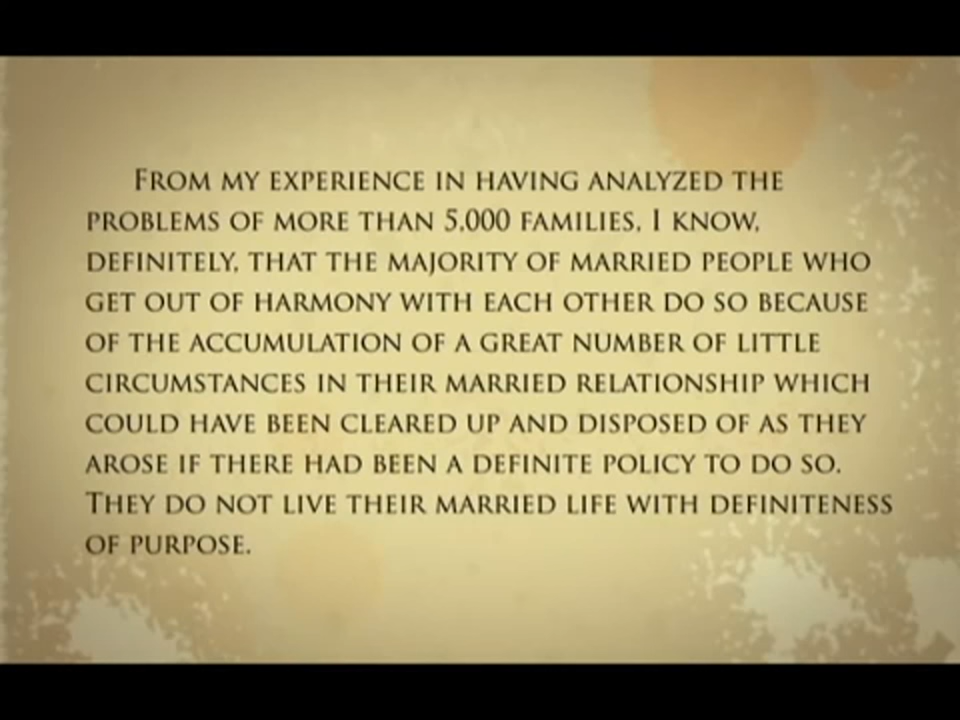 From my experience in having analyzed the
problems of more than 5,000 families, I know,
definitely, that the majority of married people who
get out of harmony with each other do so because
of the accumulation of a great number of little
circumstances in their married relationship which
could have been cleared up and disposed of as they
arose if there had been a definite policy to do so.
They do not live their married life with definiteness
of purpose.